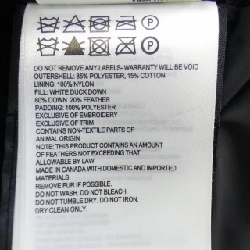 DO NOT REMOVE ANY LABELS-WARRANTY WILL BE VOID
OUTERSHELL: 85% POLYESTER, 15% COTTON
LINING: 100% NYLON
FILL: WHITE DUCK DOWN
80% DOWN 20% FEATHER
PADDING: 100% POLYESTER
EXCLUSIVE OF EMBROIDERY
EXCLUSIVE OF TRIM
CONTAINS NON-TEXTILE PARTS OF
ANIMAL ORIGIN
NOTE: THIS PRODUCT CONTAINS AN AMOUNT
OF FEATHERS NOT EXCEEDING THAT
ALLOWABLE BY LAW
MADE IN CANADA WITH DOMESTIC AND IMPORTED
MATERIALS
REMOVE FUR IF POSSIBLE.
DO NOT WASH. DO NOT BLEACH
DO NOT TUMBLE DRY. DO NOT IRON.
DRY CLEAN ONLY.